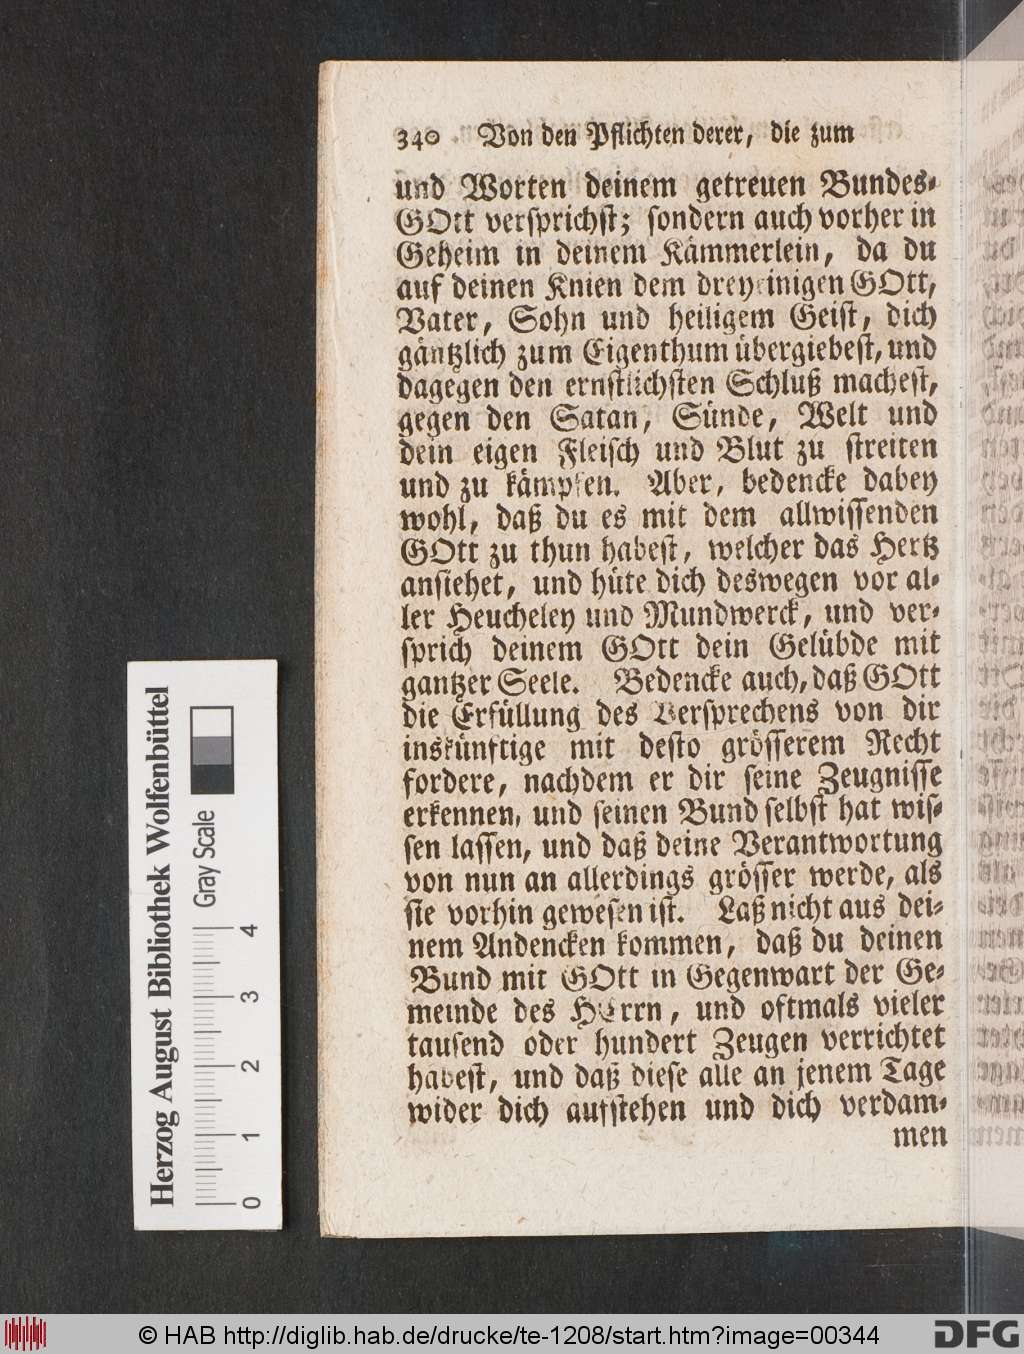 340 Von den Pflichten derer, die zum
und Worten deinem getreuen Bundes-
GOtt versprichst; sondern auch vorher in
Geheim in deinem Kämmerlein, da du
auf deinen Knien dem dreyeinigen GOtt,
Vater, Sohn und heiligem Geist, dich
gäntzlich zum Eigenthum übergiebest, und
dagegen den ernstlichsten Schluß machest,
gegen den Satan, Sünde, Welt und
dein eigen Fleisch und Blut zu streiten
und zu kämpfen. Aber, bedencke dabey
wohl, daß du es mit dem allwissenden
GOtt zu thun habest, welcher das Hertz
ansiehet, und hüte dich deswegen vor al-
ler Heucheley und Mundwerck, und ver-
sprich deinem GOtt dein Gelübde mit
gantzer Seele. Bedencke auch, daß GOtt
die Erfüllung des Versprechens von dir
inskünftige mit desto grösserem Recht
fordere, nachdem er dir seine Zeugnisse
erkennen, und seinen Bund selbst hat wis-
sen lassen, und daß deine Verantwortung
von nun an allerdings grösser werde, als
sie vorhin gewesen ist. Laß nicht aus dei-
nem Andencken kommen, daß du deinen
Bund mit GOtt in Gegenwart der Ge-
meinde des HErrn, und oftmals vieler
tausend oder hundert Zeugen verrichtet
habest, und daß diese alle an jenem Tage
wider dich aufstehen und dich verdam-
men
Herzog August Bibliothek Wolfenbüttel
Gray Scale
0 1 2 3 4
© HAB http://diglib.hab.de/drucke/te-1208/start.htm?image=00344
DFG